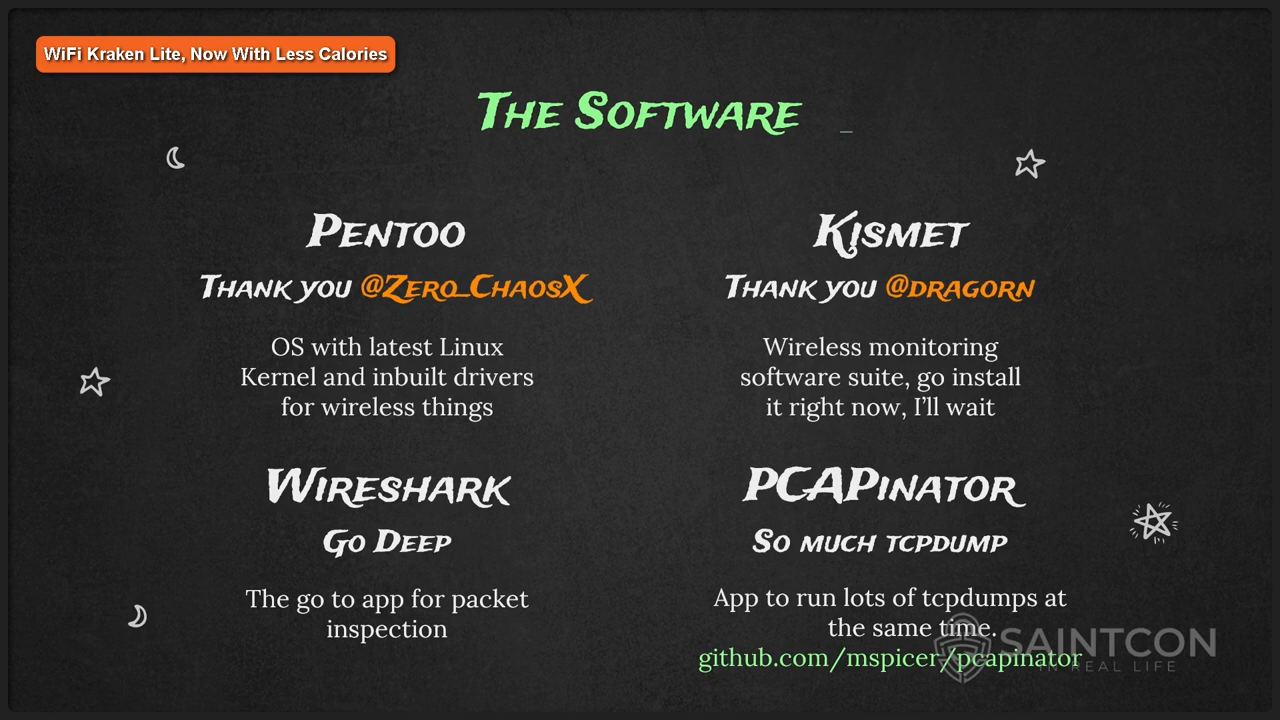 WiFi Kraken Lite, Now With Less Calories
The Software
Pentoo
Thank you @Zero_ChaosX
OS with latest Linux
Kernel and inbuilt drivers
for wireless things
Kismet
Thank you @dragorn
Wireless monitoring
software suite, go install
it right now, I'll wait
Wireshark
Go Deep
The go to app for packet
inspection
PCAPinator
So much tcpdump
App to run lots of tcpdumps at
the same time.
github.com/mspicer/pcapinator
SAINTCON
IN REAL LIFE